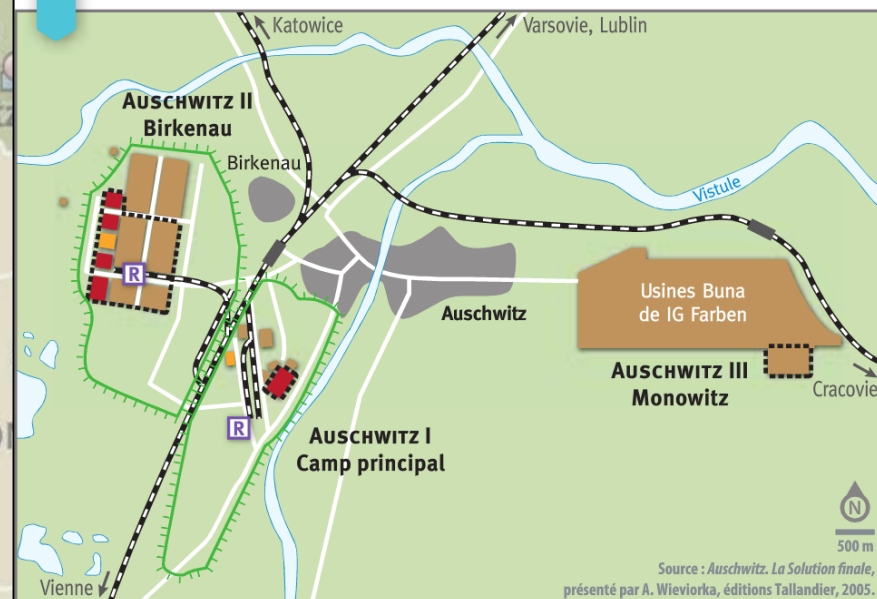 Katowice
Varsovie, Lublin
AUSCHWITZ II
Birkenau
Birkenau
Vistule
R
Usines Buna
de IG Farben
Auschwitz
AUSCHWITZ III
Monowitz
Cracovie
R
AUSCHWITZ I
Camp principal
N
500 m
Source : Auschwitz. La Solution finale,
présenté par A. Wieviorka, éditions Tallandier, 2005.
Vienne